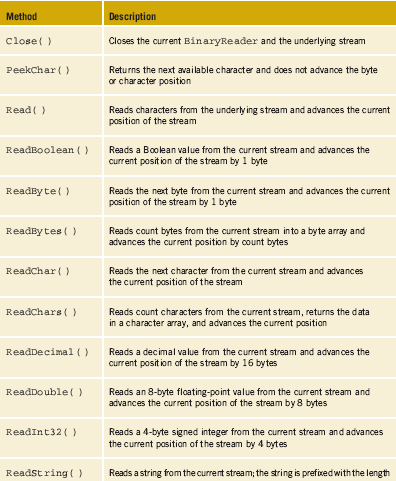 Method Description
Close( ) Closes the current BinaryReader and the underlying stream
PeekChar( ) Returns the next available character and does not advance the byte
or character position
Read( ) Reads characters from the underlying stream and advances the current
position of the stream
ReadBoolean( ) Reads a Boolean value from the current stream and advances the
current position of the stream by 1 byte
ReadByte( ) Reads the next byte from the current stream and advances the current
position of the stream by 1 byte
ReadBytes( ) Reads count bytes from the current stream into a byte array and
advances the current position by count bytes
ReadChar( ) Reads the next character from the current stream and advances
the current position of the stream
ReadChars( ) Reads count characters from the current stream, returns the data
in a character array, and advances the current position
ReadDecimal( ) Reads a decimal value from the current stream and advances the
current position of the stream by 16 bytes
ReadDouble( ) Reads an 8-byte floating-point value from the current stream and
advances the current position of the stream by 8 bytes
ReadInt32( ) Reads a 4-byte signed integer from the current stream and advances
the current position of the stream by 4 bytes
ReadString( ) Reads a string from the current stream; the string is prefixed with the length